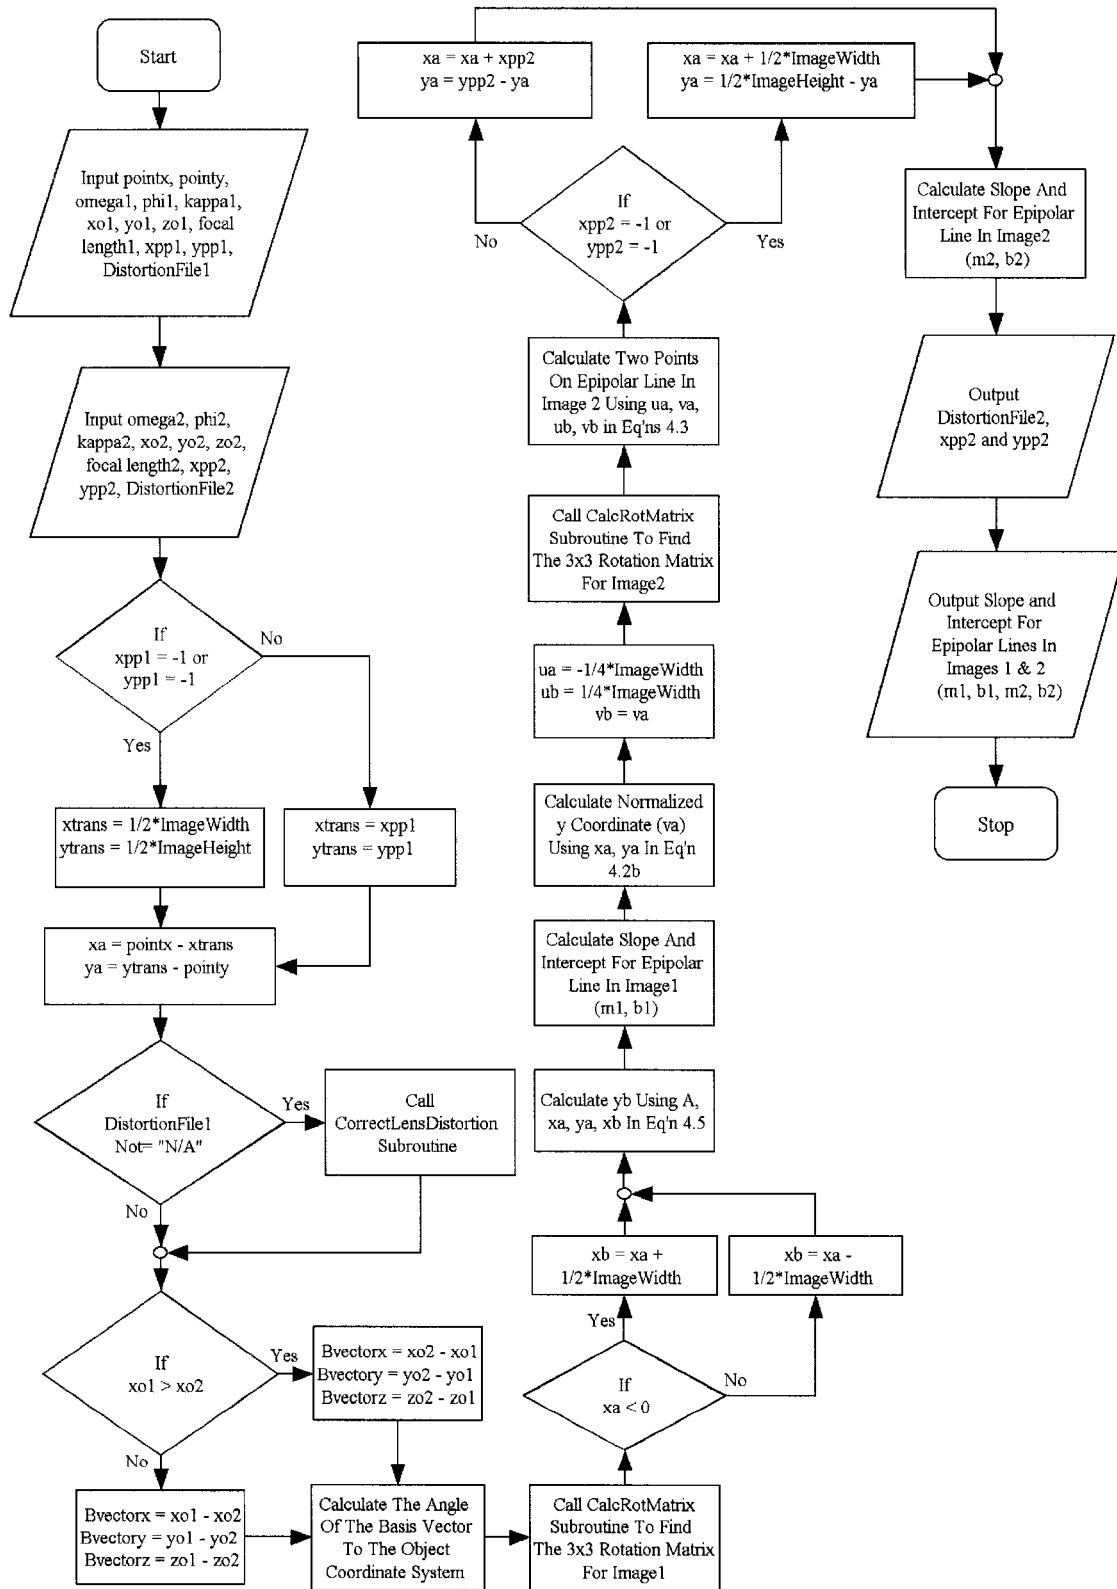 Start
Input pointx, pointy,
omega1, phi1, kappa1,
xo1, yo1, zo1, focal
length1, xpp1, ypp1,
DistortionFile1
Input omega2, phi2,
kappa2, xo2, yo2, zo2,
focal length2, xpp2,
ypp2, DistortionFile2
If
xpp1 = -1 or
ypp1 = -1
No
Yes
xtrans = 1/2*ImageWidth
ytrans = 1/2*ImageHeight
xtrans = xpp1
ytrans = ypp1
xa = pointx - xtrans
ya = ytrans - pointy
If
DistortionFile1
Not= "N/A"
Yes
No
Call
CorrectLensDistortion
Subroutine
If
xo1 > xo2
Yes
No
Bvectorx = xo2 - xo1
Bvectory = yo2 - yo1
Bvectorz = zo2 - zo1
Bvectorx = xo1 - xo2
Bvectory = yo1 - yo2
Bvectorz = zo1 - zo2
Calculate The Angle
Of The Basis Vector
To The Object
Coordinate System
Call CalcRotMatrix
Subroutine To Find
The 3x3 Rotation Matrix
For Image1
If
xa < 0
Yes
No
xb = xa +
1/2*ImageWidth
xb = xa -
1/2*ImageWidth
Calculate yb Using A,
xa, ya, xb In Eq'n 4.5
Calculate Slope And
Intercept For Epipolar
Line In Image1
(m1, b1)
Calculate Normalized
y Coordinate (va)
Using xa, ya In Eq'n
4.2b
ua = -1/4*ImageWidth
ub = 1/4*ImageWidth
vb = va
Call CalcRotMatrix
Subroutine To Find
The 3x3 Rotation Matrix
For Image2
Calculate Two Points
On Epipolar Line In
Image 2 Using ua, va,
ub, vb in Eq'ns 4.3
If
xpp2 = -1 or
ypp2 = -1
No
Yes
xa = xa + xpp2
ya = ypp2 - ya
xa = xa + 1/2*ImageWidth
ya = 1/2*ImageHeight - ya
Calculate Slope And
Intercept For Epipolar
Line In Image2
(m2, b2)
Output
DistortionFile2,
xpp2 and ypp2
Output Slope and
Intercept For
Epipolar Lines In
Images 1 & 2
(m1, b1, m2, b2)
Stop